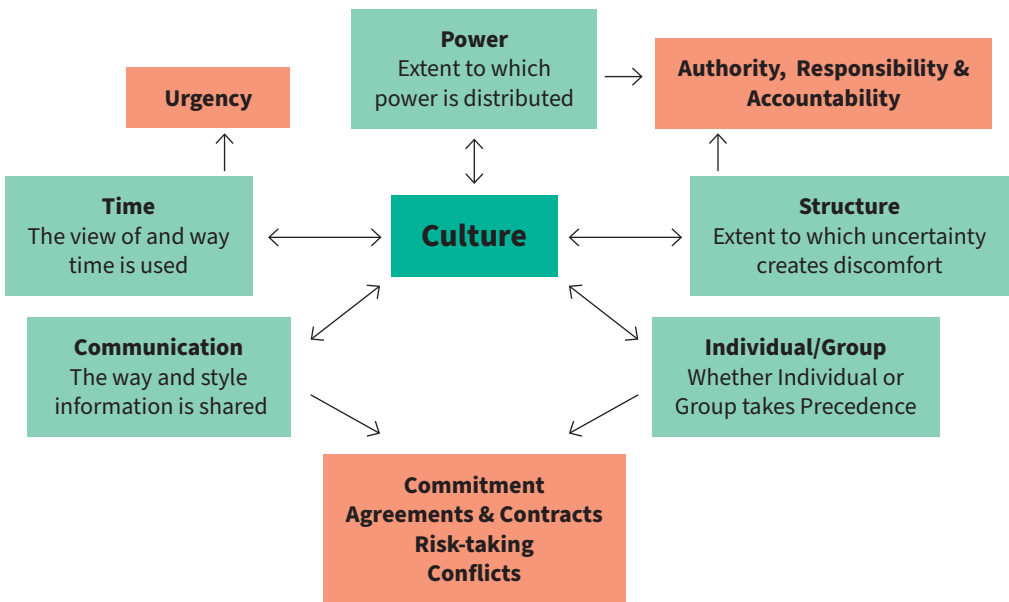 Power
Extent to which
power is distributed
Authority, Responsibility &
Accountability
Urgency
Time
The view of and way
time is used
Culture
Structure
Extent to which uncertainty
creates discomfort
Communication
The way and style
information is shared
Individual/Group
Whether Individual or
Group takes Precedence
Commitment
Agreements & Contracts
Risk-taking
Conflicts